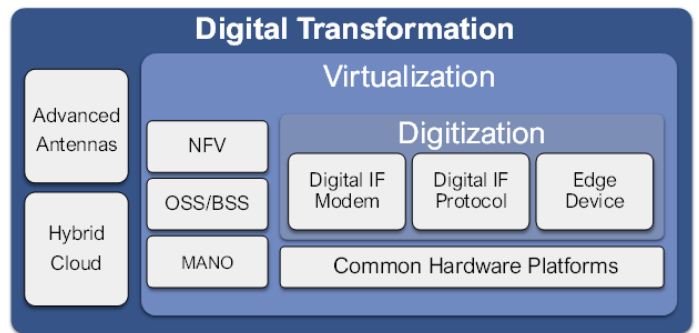 Digital Transformation
Virtualization
Advanced
Antennas
Hybrid
Cloud
NFV
OSS/BSS
MANO
Digitization
Digital IF
Modem
Digital IF
Protocol
Edge
Device
Common Hardware Platforms